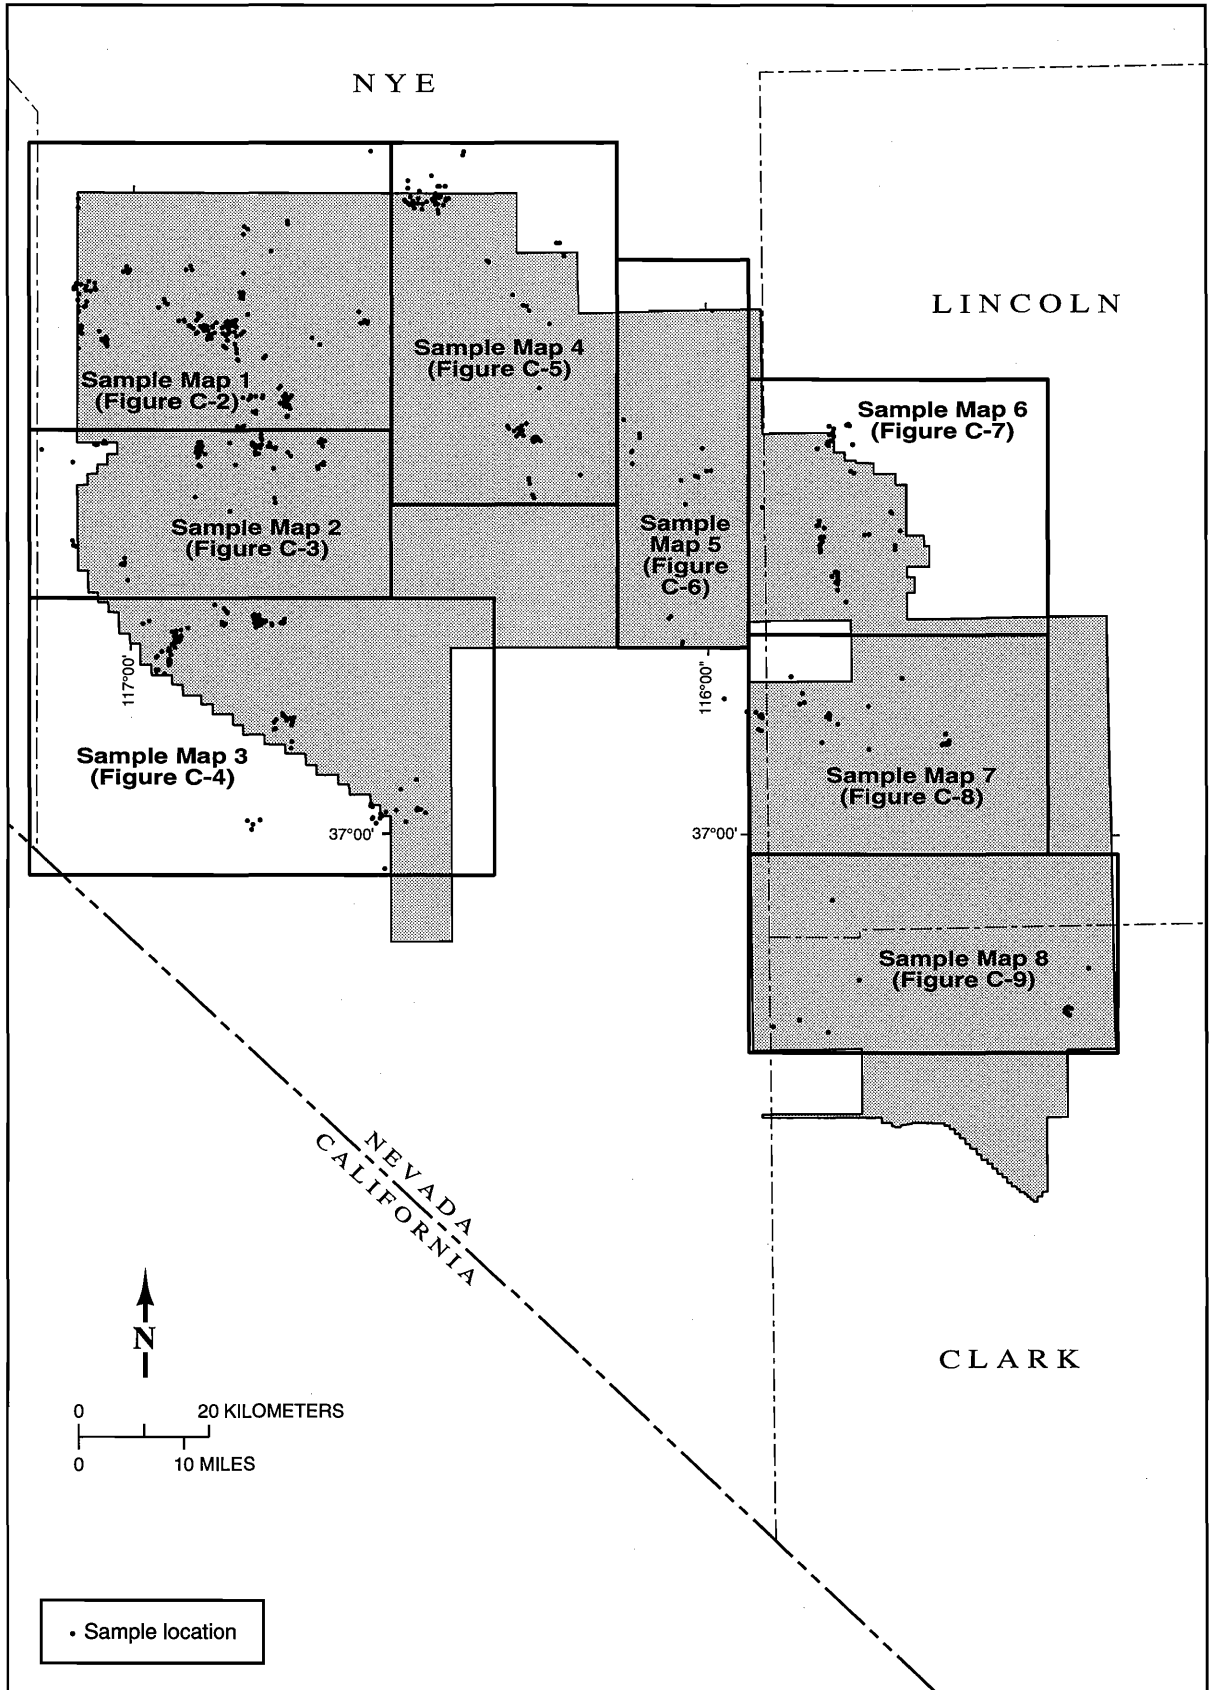 NYE
LINCOLN
Sample Map 4
(Figure C-5)
Sample Map 1
(Figure C-2)
Sample Map 6
(Figure C-7)
Sample Map 2
(Figure C-3)
Sample
Map 5
(Figure
C-6)
117°00'
116°00"
Sample Map 3
(Figure C-4)
Sample Map 7
(Figure C-8)
37°00'
37°00'
Sample Map 8
(Figure C-9)
NEVADA
CALIFORNIA
N
CLARK
0 20 KILOMETERS
0 10 MILES
Sample location